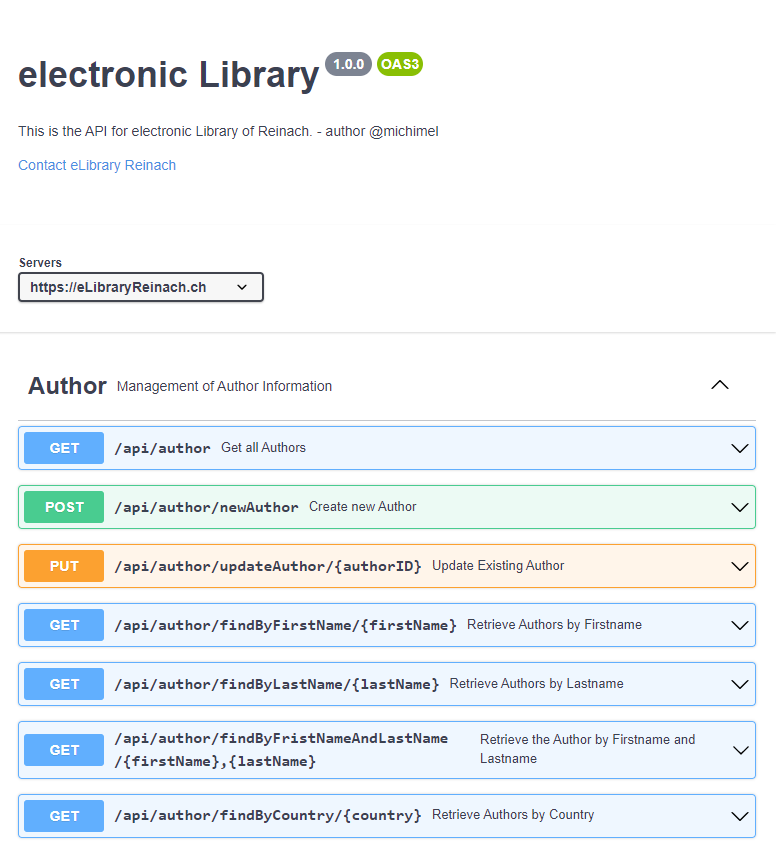 electronic Library 1.0.0 OAS3
This is the API for electronic Library of Reinach. - author @michimel
Contact eLibrary Reinach
Servers
https://eLibraryReinach.ch
Author Management of Author Information
GET /api/author Get all Authors
POST /api/author/newAuthor Create new Author
PUT /api/author/updateAuthor/{authorID} Update Existing Author
GET /api/author/findByFirstName/{firstName} Retrieve Authors by Firstname
GET /api/author/findByLastName/{lastName} Retrieve Authors by Lastname
GET /api/author/findByFristNameAndLastName
/{firstName},{lastName}
Retrieve the Author by Firstname and
Lastname
GET /api/author/findByCountry/{country} Retrieve Authors by Country